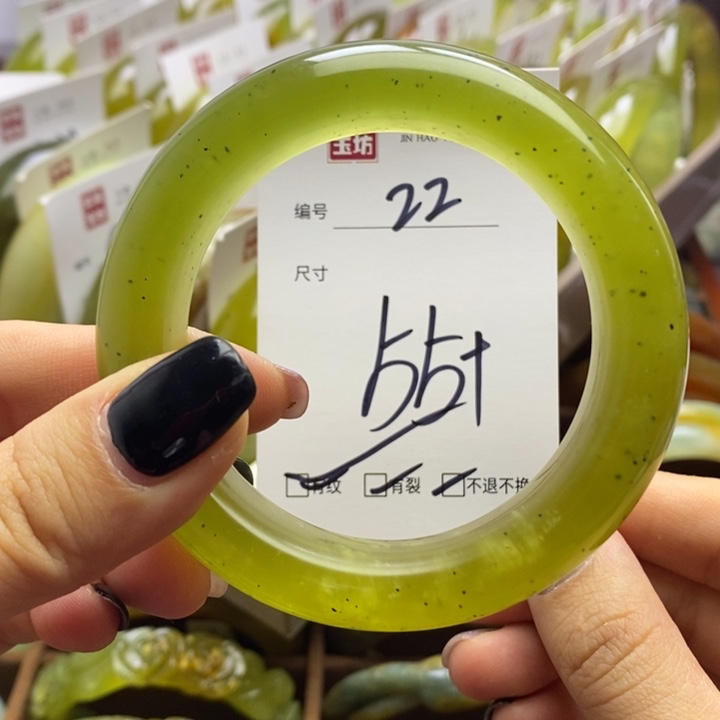 玉坊
JIN HAO
编号 22
尺寸
55+
有纹 有裂 不退不换